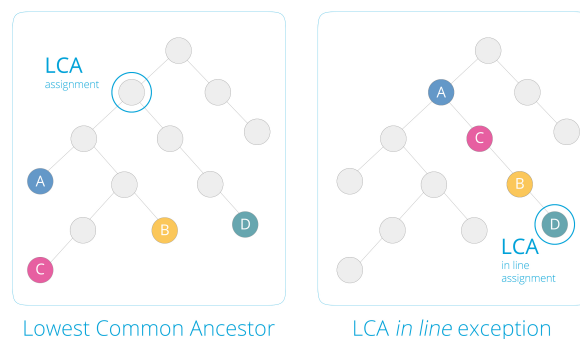 LCA
assignment
A
B
D
C
Lowest Common Ancestor
A
C
B
D
LCA
in line
assignment
LCA in line exception